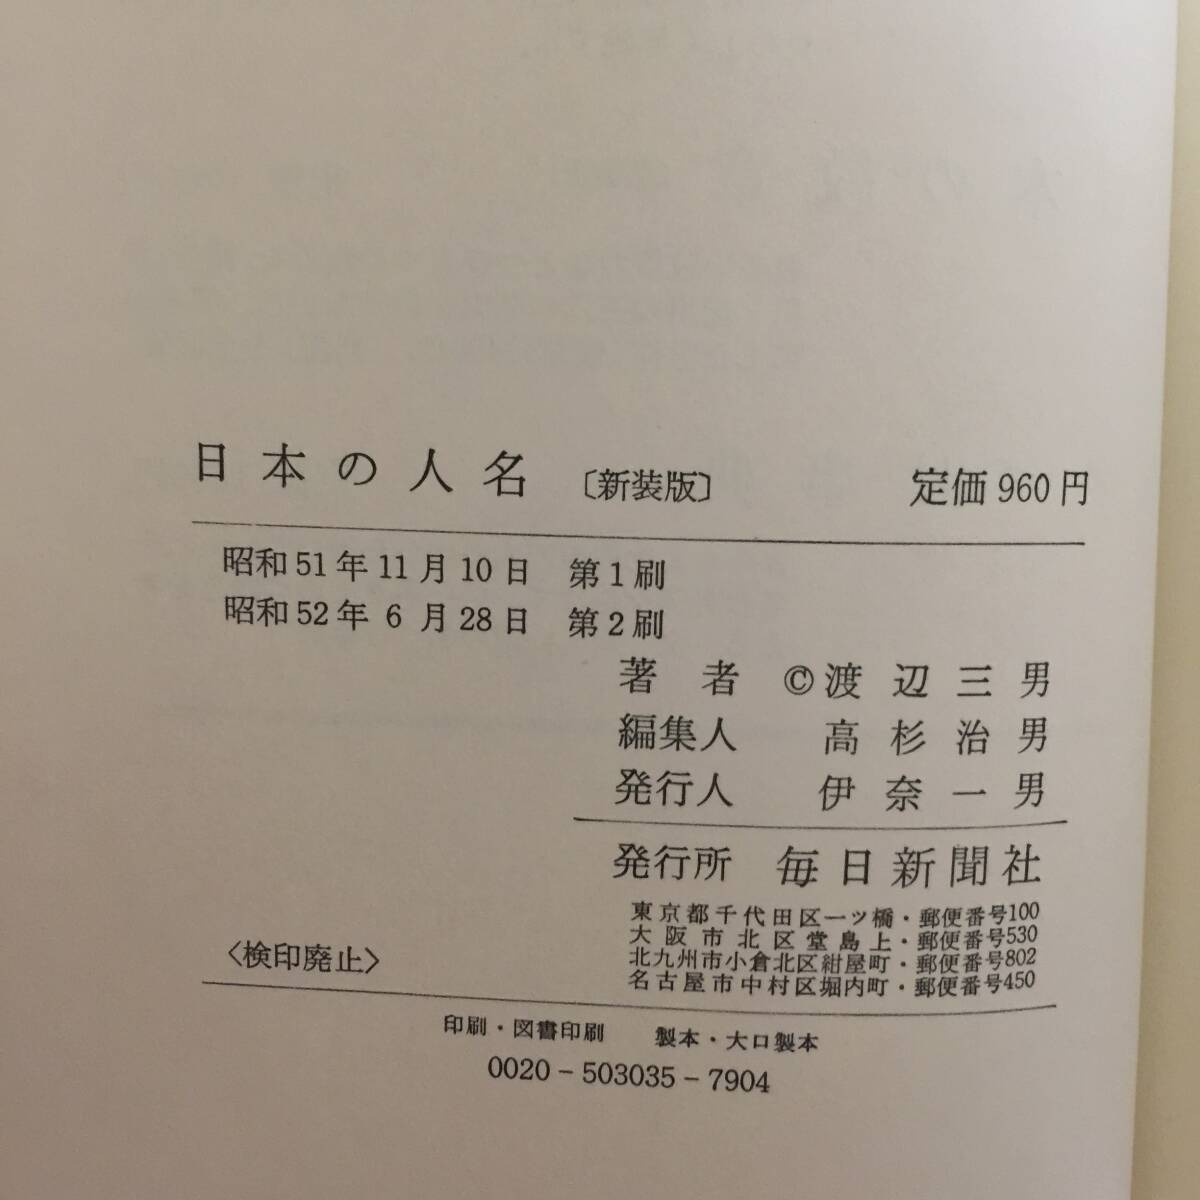 日本の人名 〔新装版〕 定価960円
昭和51年11月10日 第1刷
昭和52年 6 月28日 第2刷
著者 ©渡辺三男
編集人 高杉治男
発行人 伊奈一男
発行所 毎日新聞社
東京都千代田区一ツ橋・郵便番号100
大阪市北区堂島上・郵便番号530
北九州市小倉北区紺屋町・郵便番号802
名古屋市中村区堀内町・郵便番号450
〈検印廃止〉
印刷・図書印刷 製本・大口製本
0020-503035-7904